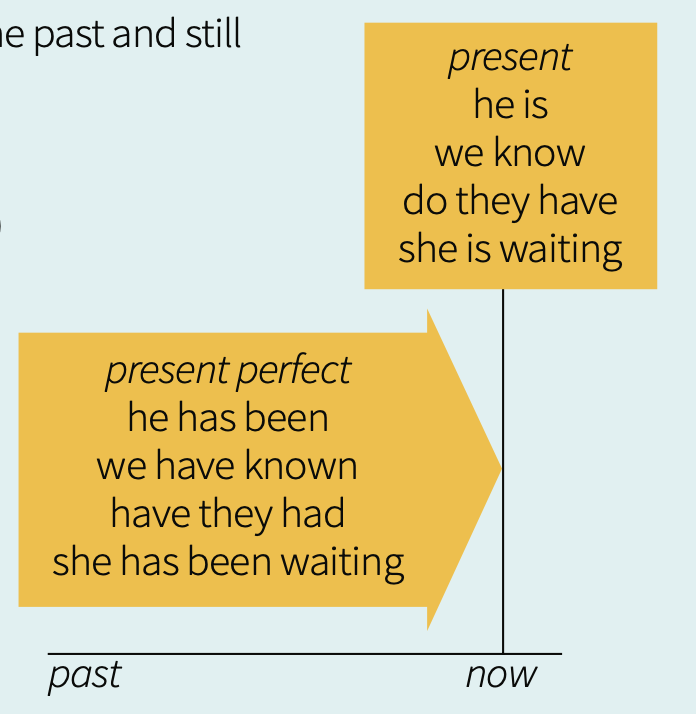 past and still
present
he is
we know
do they have
she is waiting
present perfect
he has been
we have known
have they had
she has been waiting
past
now